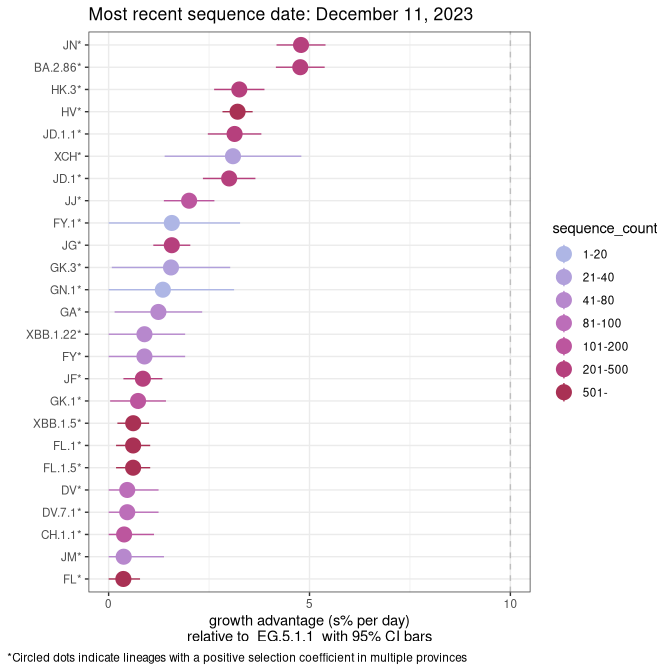 Most recent sequence date: December 11, 2023
JN*
BA.2.86*
HK.3*
HV*
JD.1.1*
XCH*
JD.1*
JJ*
FY.1*
JG*
GK.3*
GN.1*
GA*
XBB.1.22*
FY*
JF*
GK.1*
XBB.1.5*
FL.1*
FL.1.5*
DV*
DV.7.1*
CH.1.1*
JM*
FL*
0 5 10
growth advantage (s% per day)
relative to EG.5.1.1 with 95% CI bars
sequence_count
1-20
21-40
41-80
81-100
101-200
201-500
501-
*Circled dots indicate lineages with a positive selection coefficient in multiple provinces